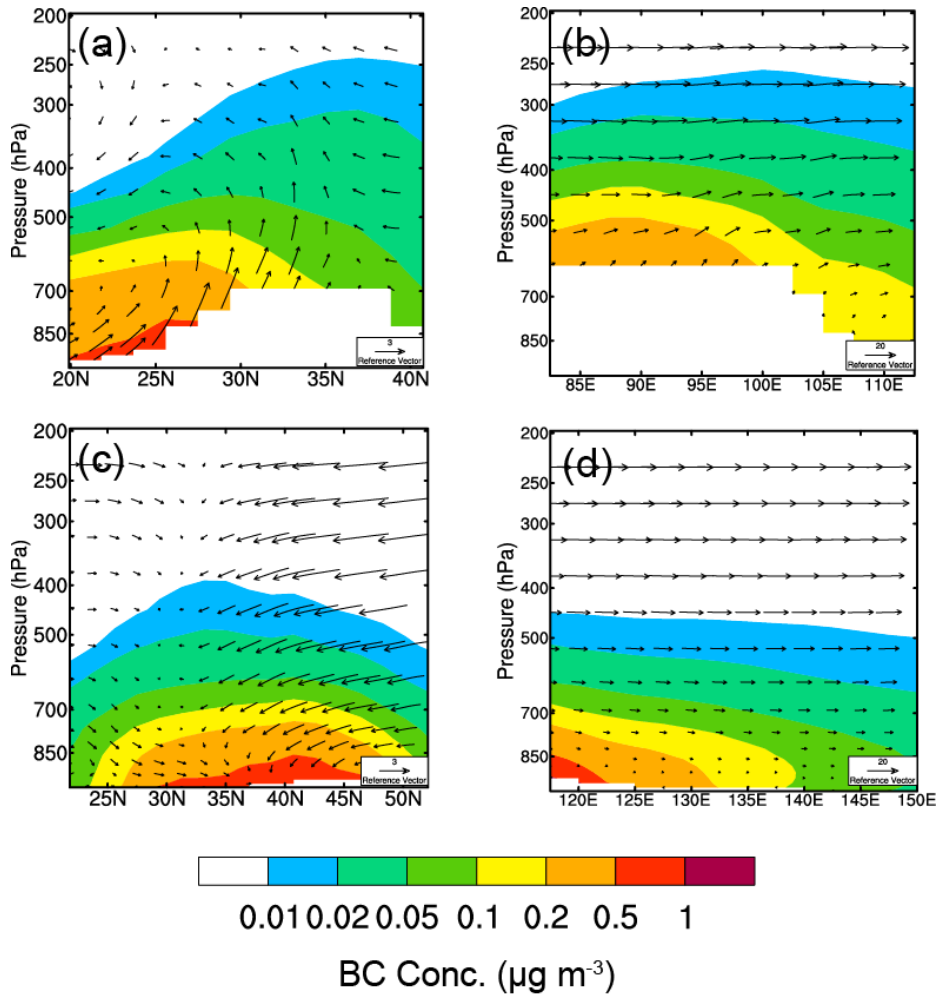 (a)
200
250
300
400
500
700
850
Pressure (hPa)
20N 25N 30N 35N 40N
3
Reference Vector
(b)
200
250
300
400
500
700
850
Pressure (hPa)
85E 90E 95E 100E 105E 110E
20
Reference Vector
(c)
200
250
300
400
500
700
850
Pressure (hPa)
25N 30N 35N 40N 45N 50N
3
Reference Vector
(d)
200
250
300
400
500
700
850
Pressure (hPa)
120E 125E 130E 135E 140E 145E 150E
20
Reference Vector
0.01 0.02 0.05 0.1 0.2 0.5 1
BC Conc. (µg m⁻³)